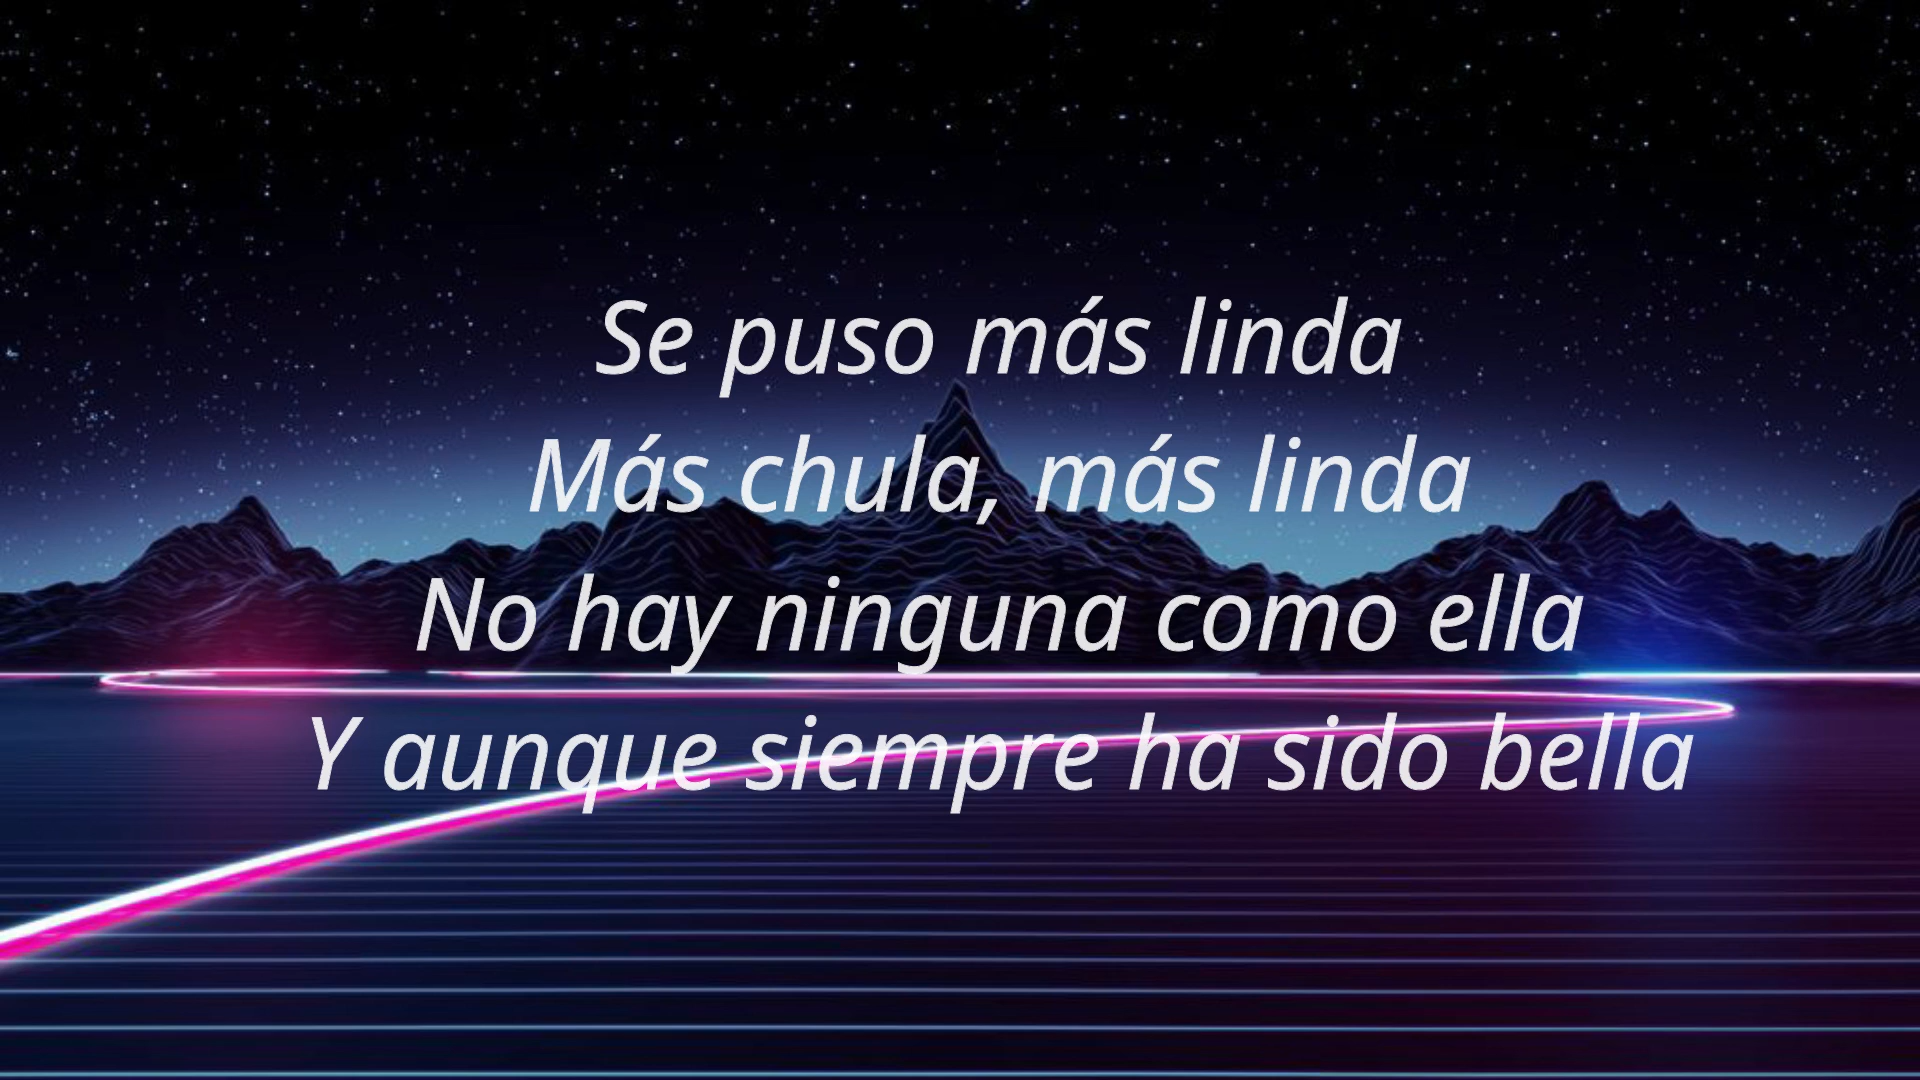 Se puso más linda
Más chula, más linda
No hay ninguna como ella
Y aunque siempre ha sido bella